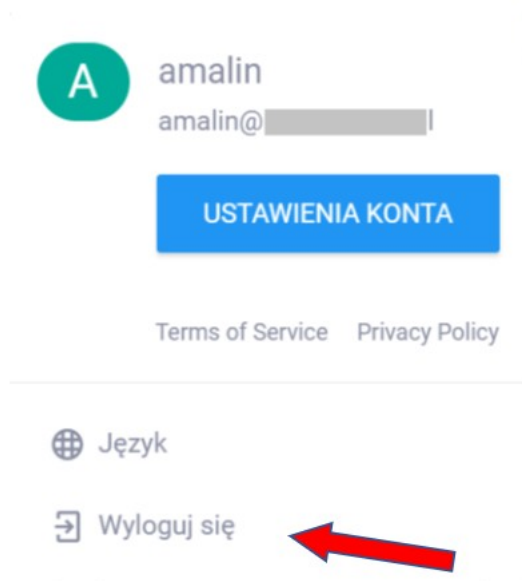 A
amalin
amalin@
USTAWIENIA KONTA
Terms of Service Privacy Policy
Język
Wyloguj się